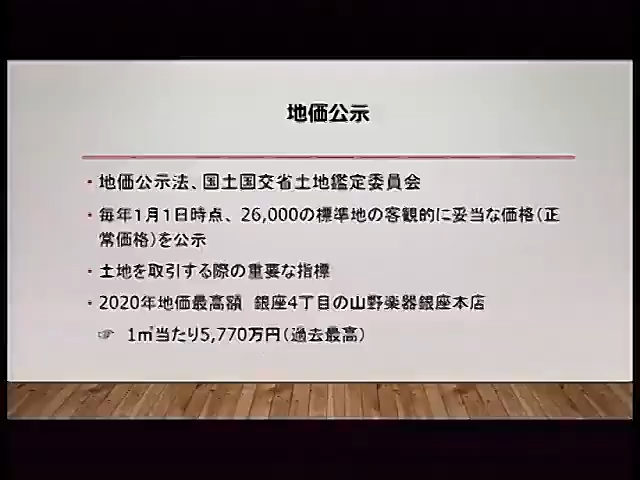 地価公示
・地価公示法、国土国交省土地鑑定委員会
・毎年1月1日時点、26,000の標準地の客観的に妥当な価格(正
常価格)を公示
・土地を取引する際の重要な指標
・2020年地価最高額 銀座4丁目の山野楽器銀座本店
☞ 1㎡当たり5,770万円(過去最高)